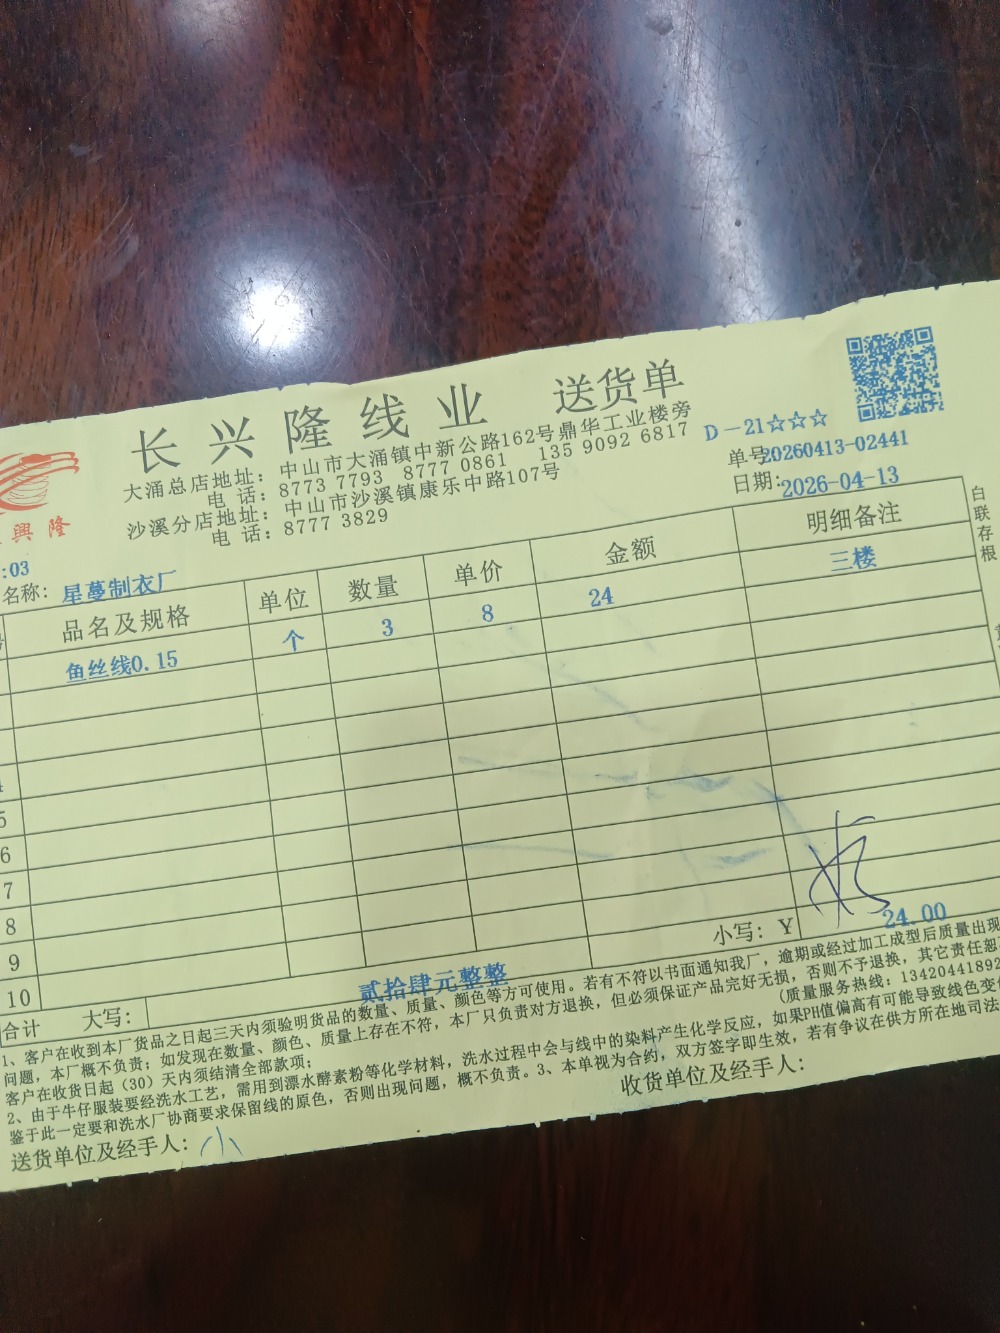 长兴隆线业 送货单
大涌总店地址：中山市大涌镇中新公路162号鼎华工业楼旁
电 话：8773 7793 8777 0861 135 9092 6817
沙溪分店地址：中山市沙溪镇康乐中路107号
电 话：8777 3829
興隆
D－21☆☆☆
单号:20260413-02441
日期:2026-04-13
:03
名称：星蔓制衣厂
品名及规格 单位 数量 单价 金额 明细备注
鱼丝线0.15 个 3 8 24 三楼
5
6
7
8
9
10
合计 大写： 贰拾肆元整整 小写：Y 24.00
1、客户在收到本厂货品之日起三天内须验明货品的数量、质量、颜色等方可使用。若有不符以书面通知我厂，逾期或经过加工成型后质量出现
问题，本厂概不负责；如发现在数量、颜色、质量上存在不符，本厂只负责对方退换，但必须保证产品完好无损，否则不予退换，其它责任恕
客户在收货日起（30）天内须结清全部款项； （质量服务热线：1342044189
2、由于牛仔服装要经洗水工艺，需用到漂水酵素粉等化学材料，洗水过程中会与线中的染料产生化学反应，如果PH值偏高有可能导致线色变
鉴于此一定要和洗水厂协商要求保留线的原色，否则出现问题，概不负责。3、本单视为合约，双方签字即生效，若有争议在供方所在地司法
送货单位及经手人：小 收货单位及经手人：
白联存根